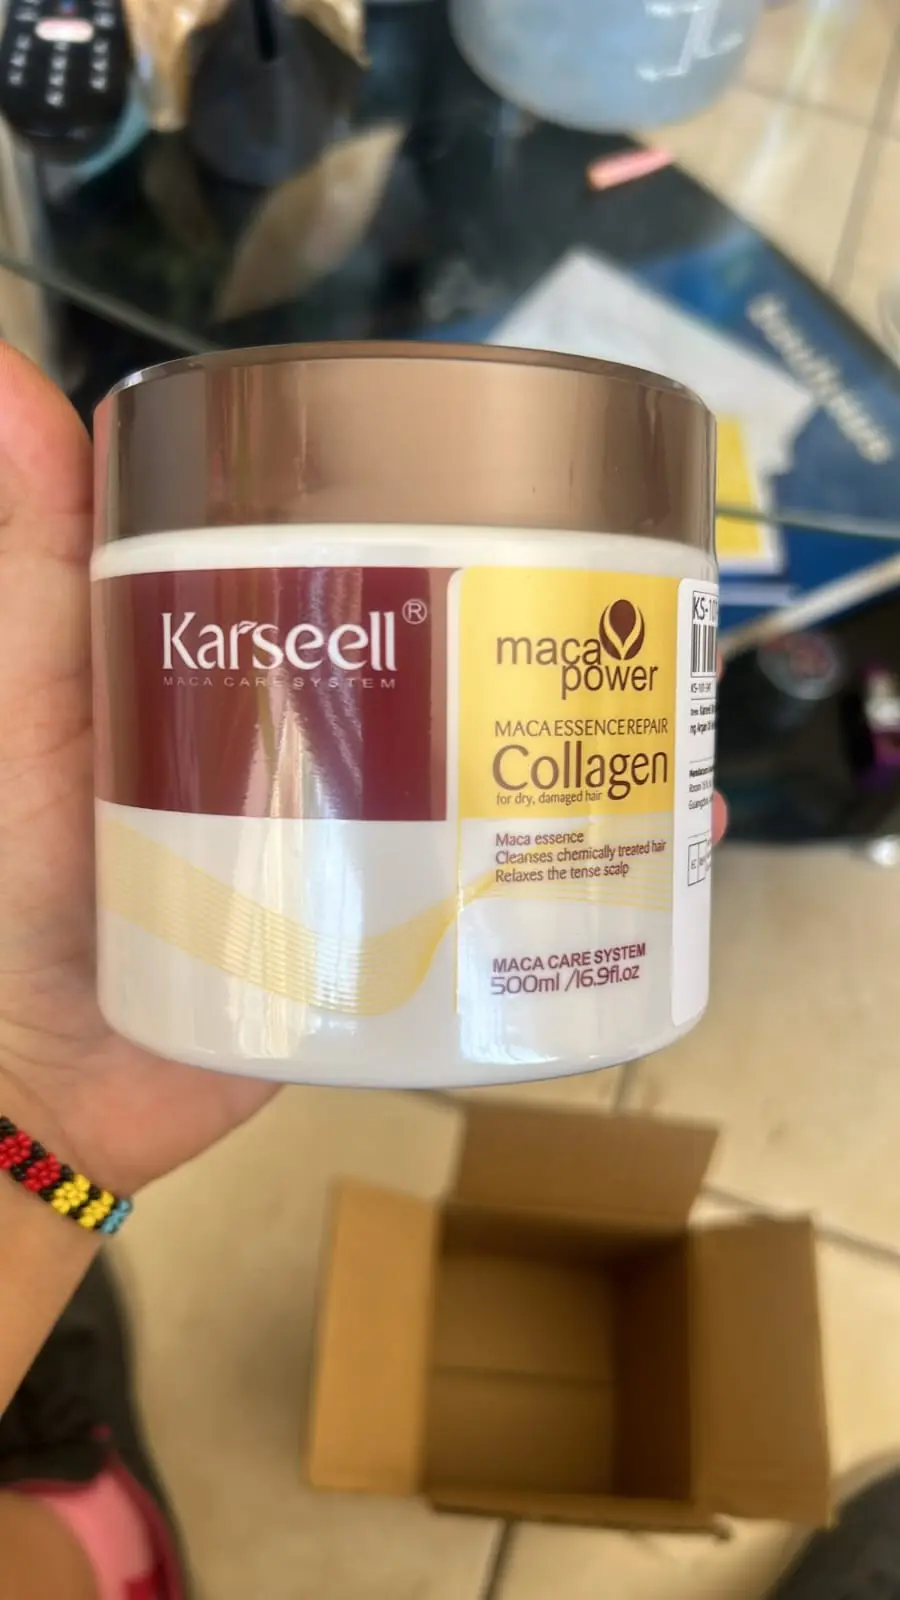 Karseell®
MACA CARE SYSTEM
maca
power
MACA ESSENCE REPAIR
Collagen
for dry, damaged hair
Maca essence
Cleanses chemically treated hair
Relaxes the tense scalp
MACA CARE SYSTEM
500ml /16.9fl.oz